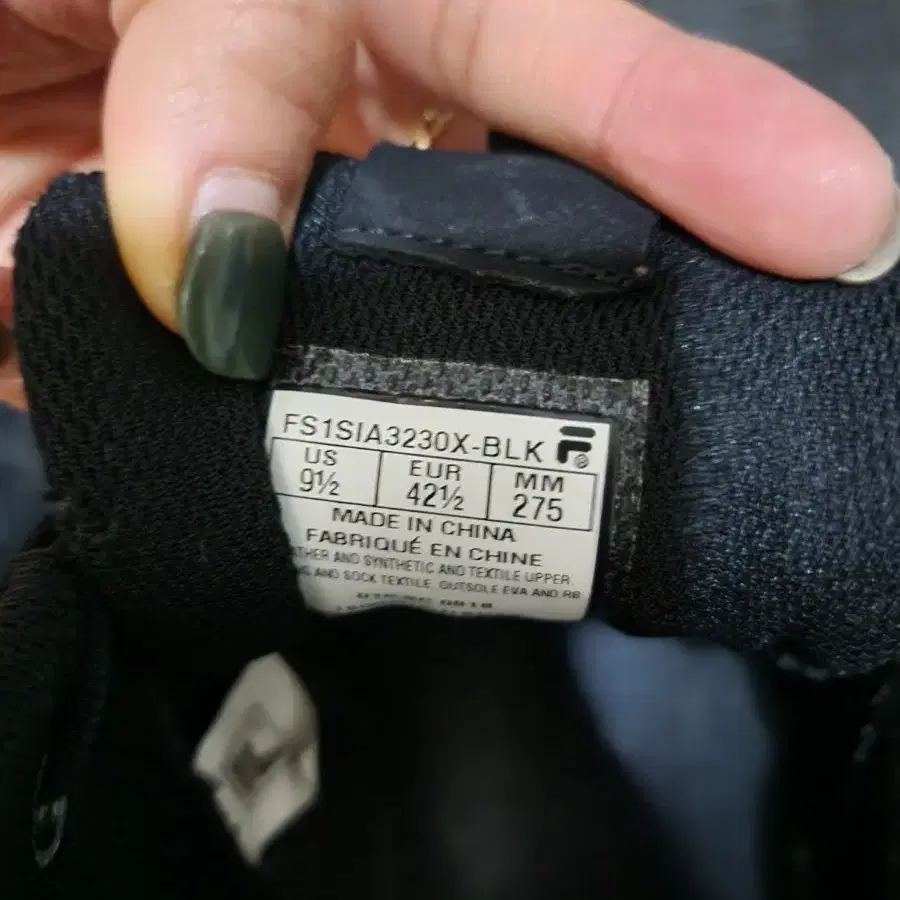 FS1SIA3230X-BLK
US EUR MM
9½ 42½ 275
MADE IN CHINA
FABRIQUÉ EN CHINE
AND SYNTHETIC AND TEXTILE UPPER
AND SOCK TEXTILE. OUTSOLE EVA AND RB